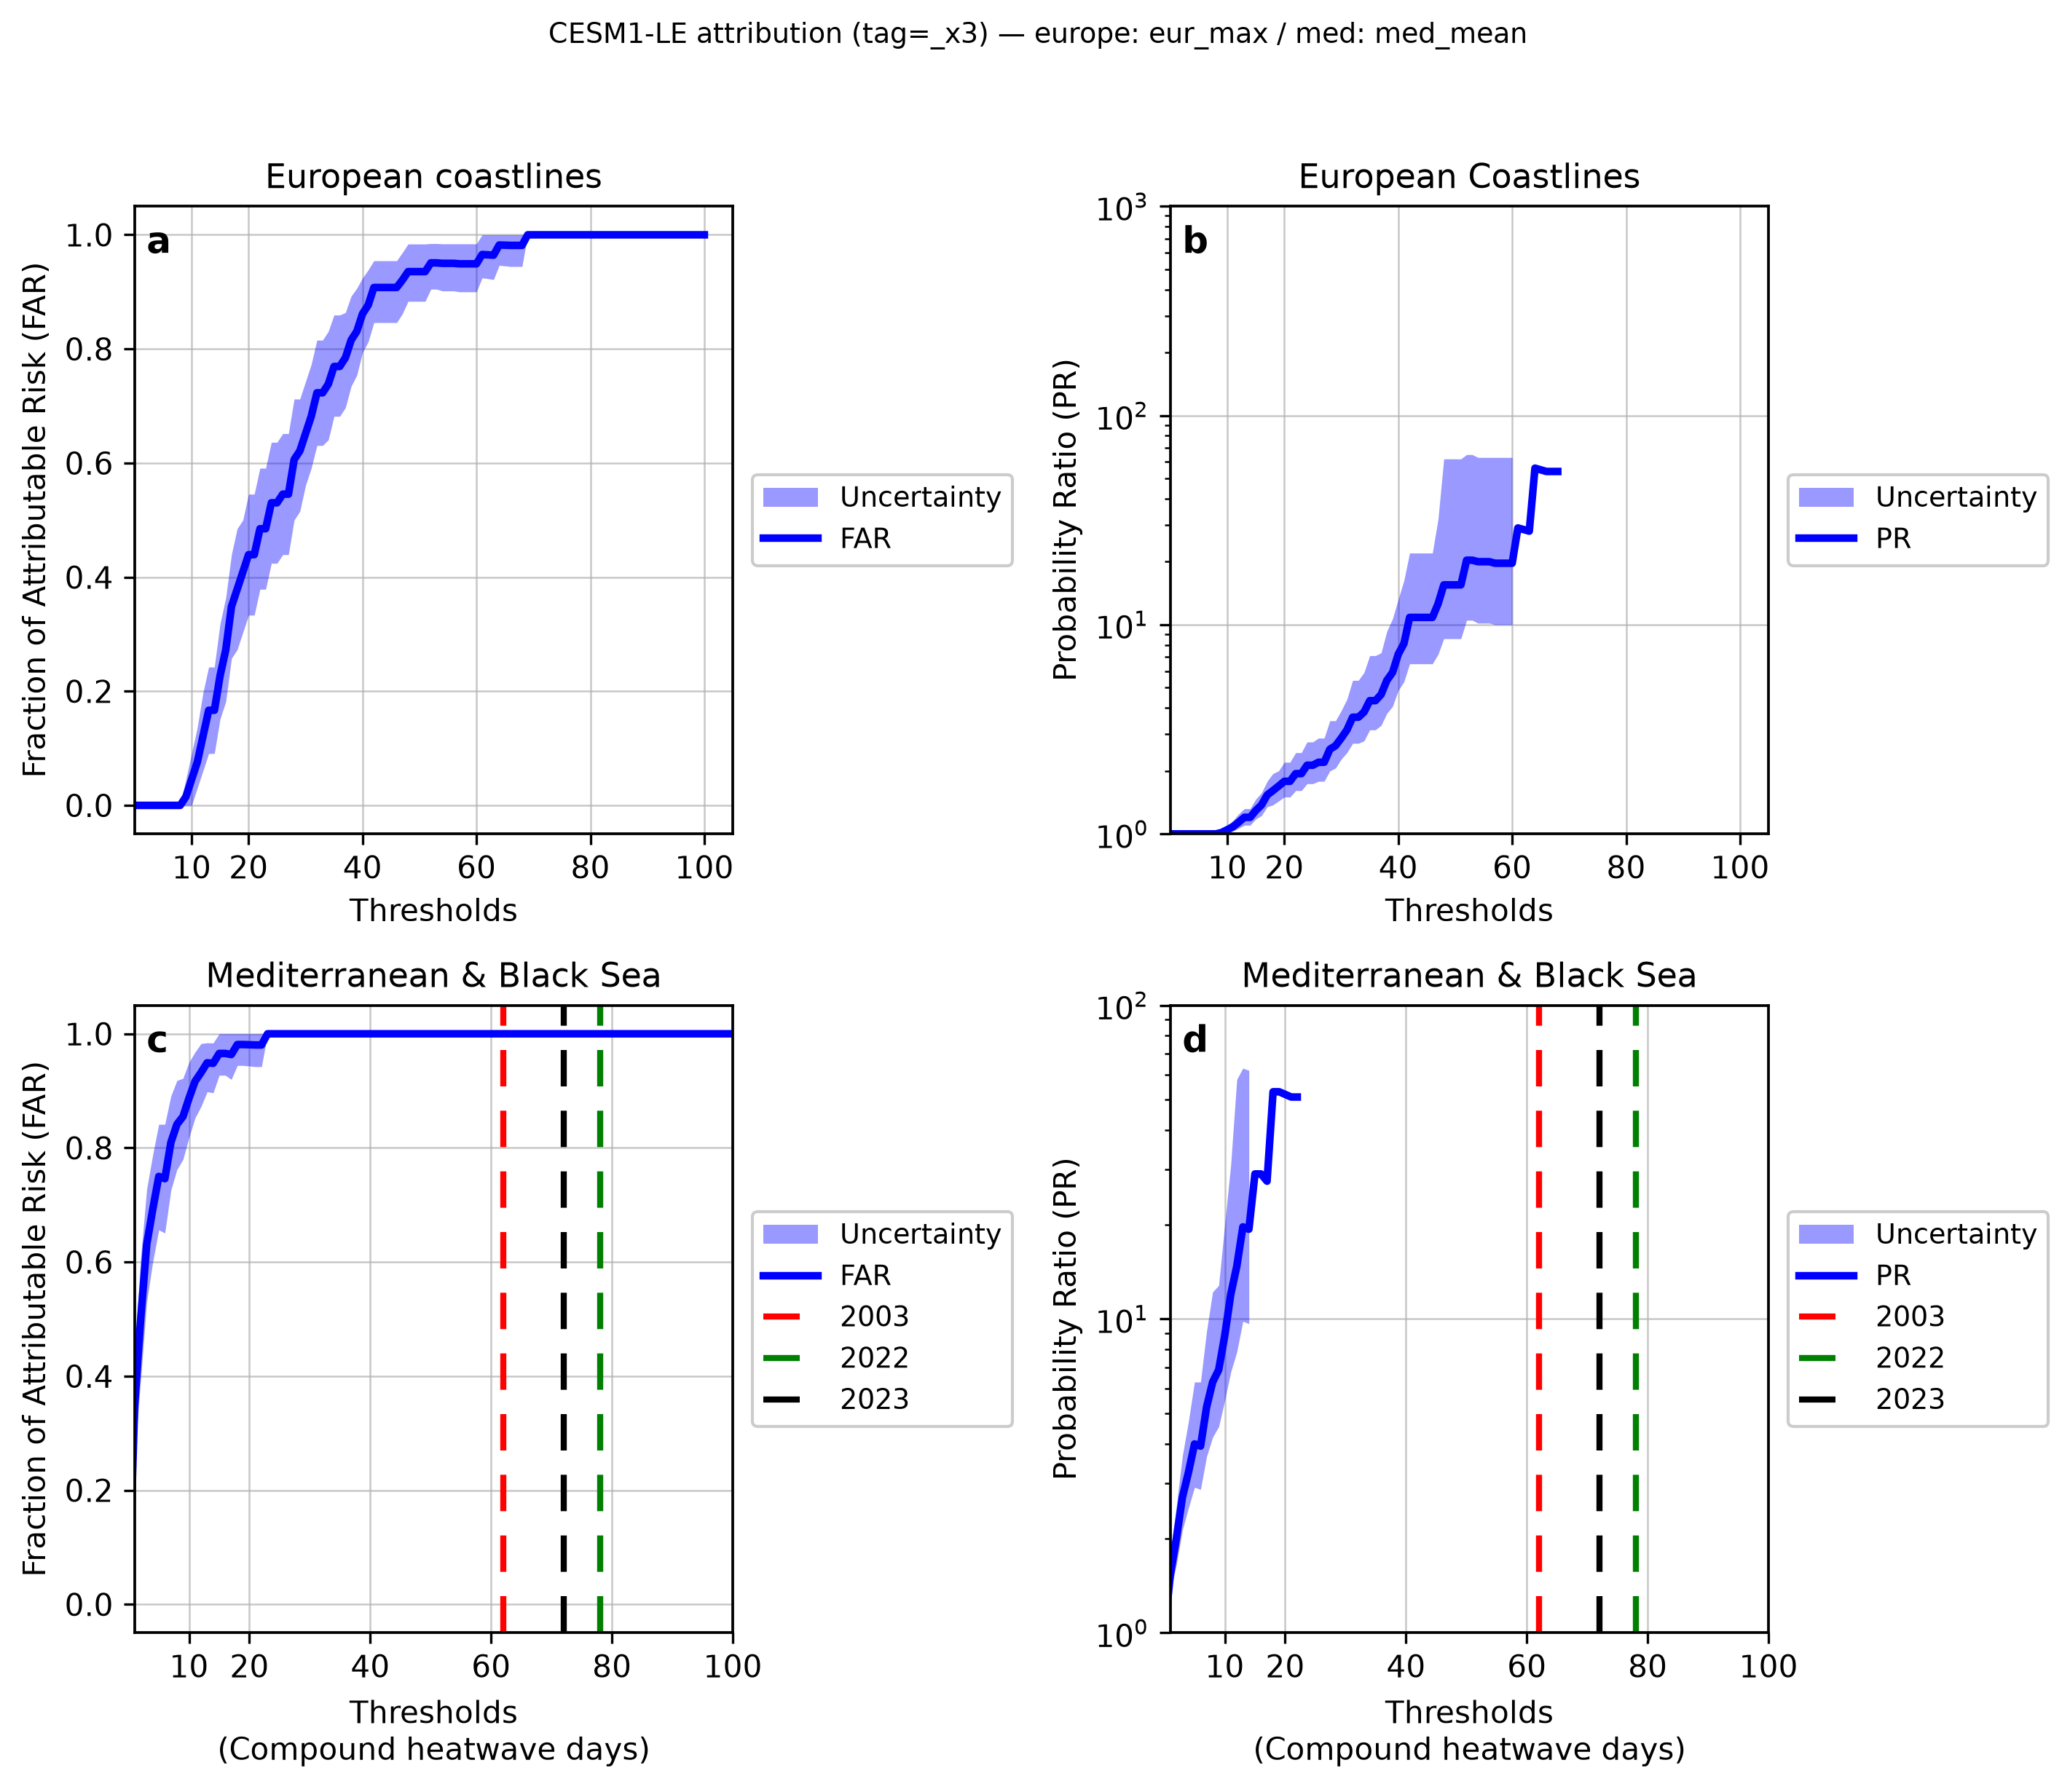 CESM1-LE attribution (tag=_x3) — europe: eur_max / med: med_mean
European coastlines
a
Fraction of Attributable Risk (FAR)
1.0
0.8
0.6
0.4
0.2
0.0
10 20 40 60 80 100
Thresholds
Uncertainty
FAR
European Coastlines
b
Probability Ratio (PR)
10³
10²
10¹
10⁰
10 20 40 60 80 100
Thresholds
Uncertainty
PR
Mediterranean & Black Sea
c
Fraction of Attributable Risk (FAR)
1.0
0.8
0.6
0.4
0.2
0.0
10 20 40 60 80 100
Thresholds
(Compound heatwave days)
Uncertainty
FAR
2003
2022
2023
Mediterranean & Black Sea
d
Probability Ratio (PR)
10²
10¹
10⁰
10 20 40 60 80 100
Thresholds
(Compound heatwave days)
Uncertainty
PR
2003
2022
2023